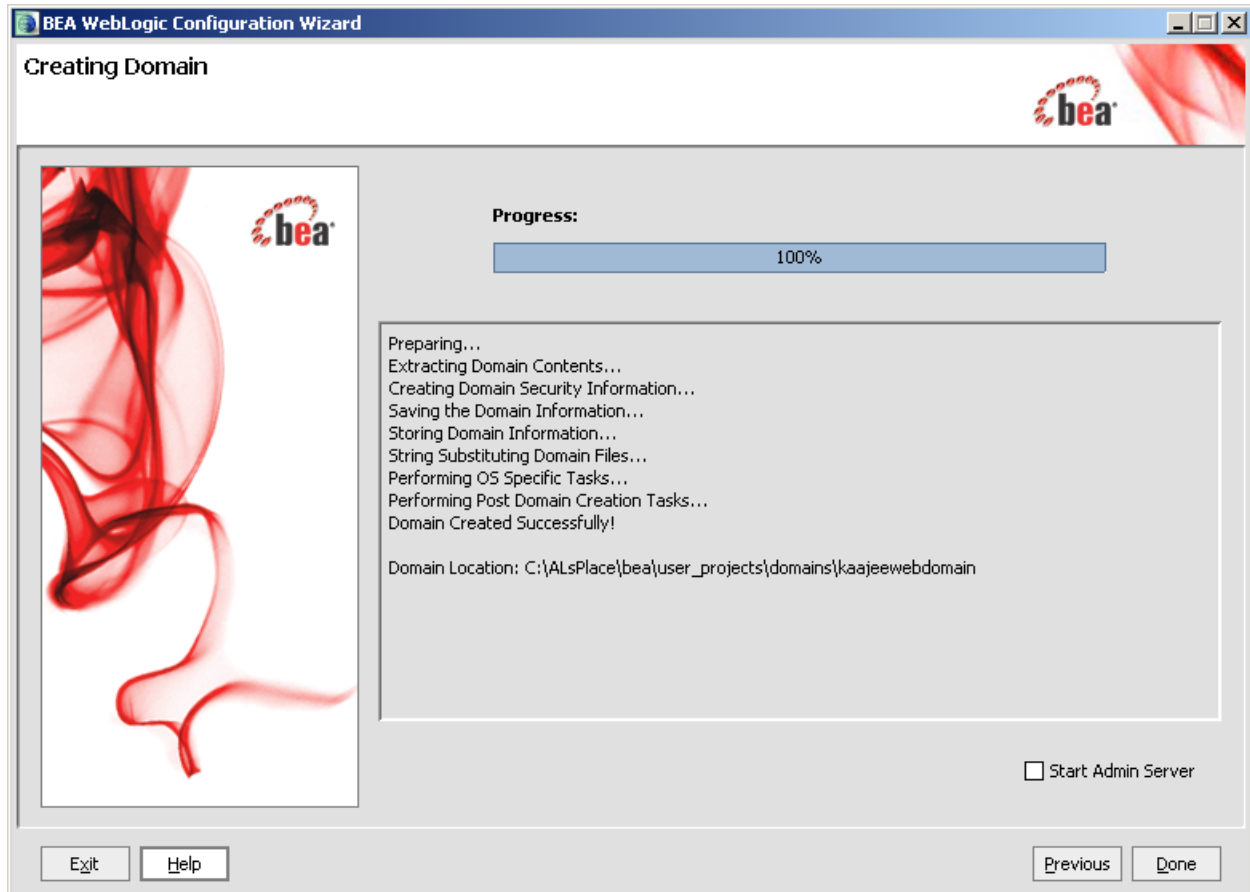 BEA WebLogic Configuration Wizard
Creating Domain
bea
bea
Progress:
100%
Preparing...
Extracting Domain Contents...
Creating Domain Security Information...
Saving the Domain Information...
Storing Domain Information...
String Substituting Domain Files...
Performing OS Specific Tasks...
Performing Post Domain Creation Tasks...
Domain Created Successfully!
Domain Location: C:\ALsPlace\bea\user_projects\domains\kaajeewebdomain
Start Admin Server
Exit Help Previous Done